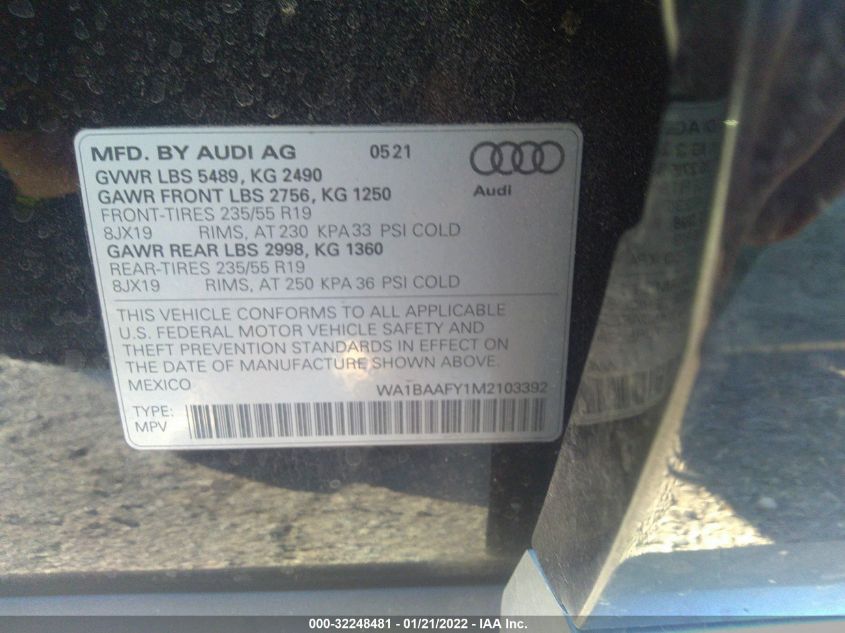 MFD. BY AUDI AG 0521
GVWR LBS 5489, KG 2490
GAWR FRONT LBS 2756, KG 1250
FRONT-TIRES 235/55 R19
8JX19 RIMS, AT 230 KPA 33 PSI COLD
GAWR REAR LBS 2998, KG 1360
REAR-TIRES 235/55 R19
8JX19 RIMS, AT 250 KPA 36 PSI COLD
Audi
THIS VEHICLE CONFORMS TO ALL APPLICABLE
U.S. FEDERAL MOTOR VEHICLE SAFETY AND
THEFT PREVENTION STANDARDS IN EFFECT ON
THE DATE OF MANUFACTURE SHOWN ABOVE.
MEXICO WA1BAAFY1M2103392
TYPE:
MPV
000-32248481 - 01/21/2022 - IAA Inc.